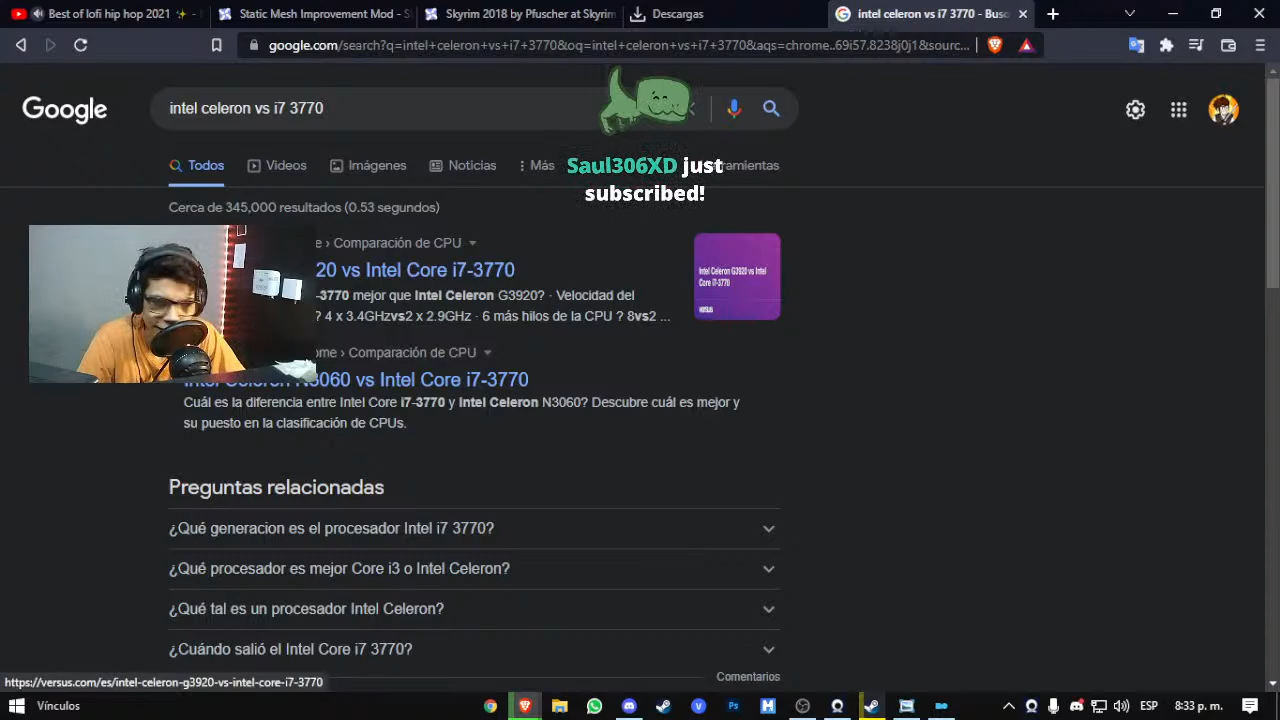 Best of lofi hip hop 2021 ✨ -
Static Mesh Improvement Mod - S
Skyrim 2018 by Pfuscher at Skyrim
Descargas
intel celeron vs i7 3770 - Busc
google.com/search?q=intel+celeron+vs+i7+3770&oq=intel+celeron+vs+i7+3770&aqs=chrome..69i57.8238j0j1&sourc...
Google
intel celeron vs i7 3770
Saul306XD just
subscribed!
Todos
Videos
Imágenes
Noticias
Más
ramientas
Cerca de 345,000 resultados (0.53 segundos)
e › Comparación de CPU
20 vs Intel Core i7-3770
-3770 mejor que Intel Celeron G3920? · Velocidad del
? 4 x 3.4GHzvs2 x 2.9GHz · 6 más hilos de la CPU ? 8vs2 ...
Intel Celeron G3920 vs Intel
Core i7-3770
VERSUS
ome › Comparación de CPU
Intel Celeron N3060 vs Intel Core i7-3770
Cuál es la diferencia entre Intel Core i7-3770 y Intel Celeron N3060? Descubre cuál es mejor y
su puesto en la clasificación de CPUs.
Preguntas relacionadas
¿Qué generacion es el procesador Intel i7 3770?
¿Qué procesador es mejor Core i3 o Intel Celeron?
¿Qué tal es un procesador Intel Celeron?
¿Cuándo salió el Intel Core i7 3770?
Comentarios
https://versus.com/es/intel-celeron-g3920-vs-intel-core-i7-3770
Vínculos
ESP
8:33 p. m.